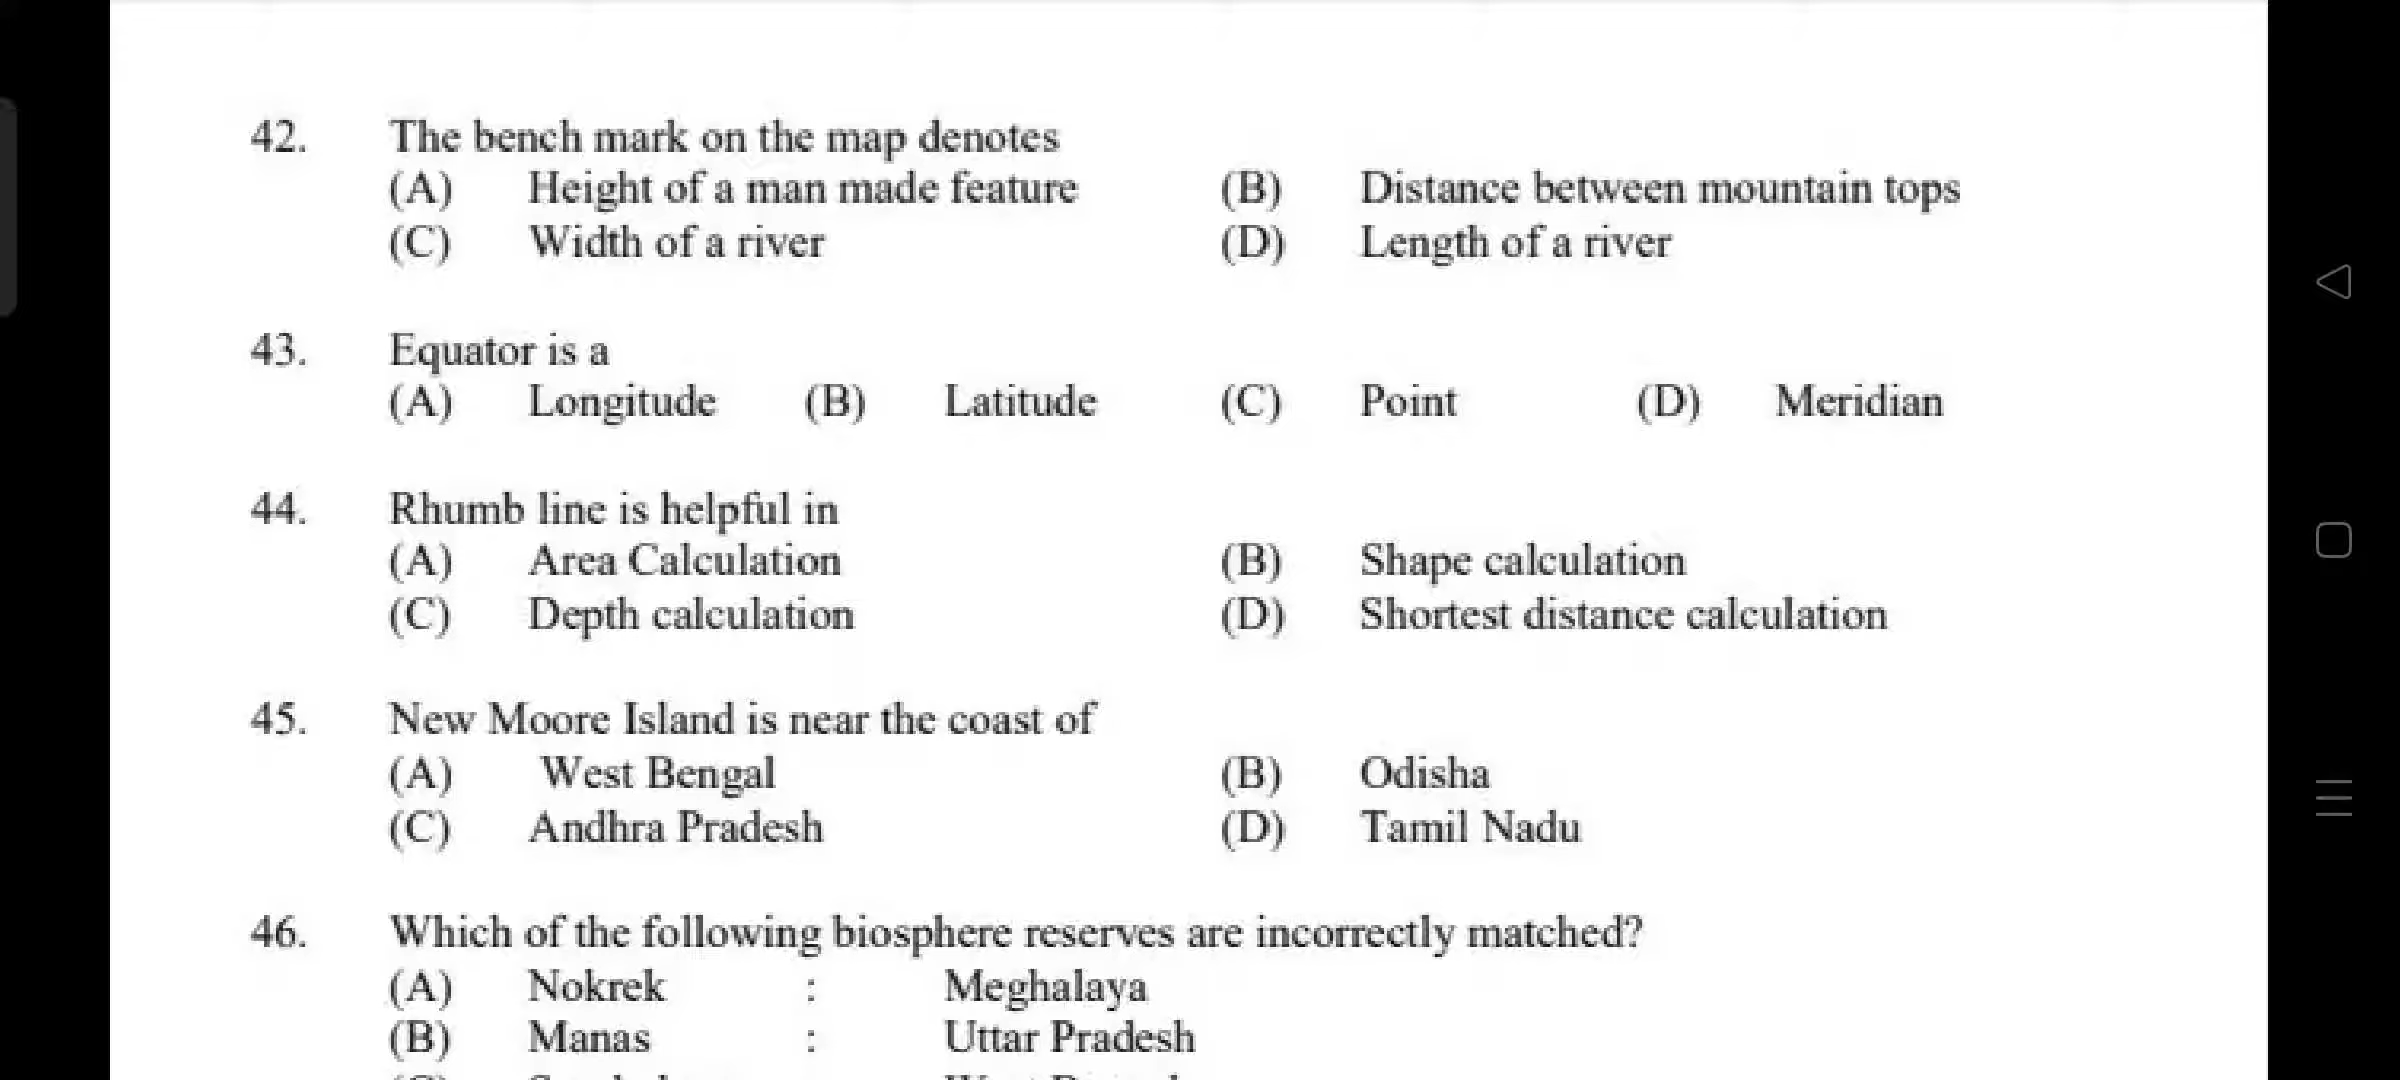 42. The bench mark on the map denotes
(A) Height of a man made feature (B) Distance between mountain tops
(C) Width of a river (D) Length of a river
43. Equator is a
(A) Longitude (B) Latitude (C) Point (D) Meridian
44. Rhumb line is helpful in
(A) Area Calculation (B) Shape calculation
(C) Depth calculation (D) Shortest distance calculation
45. New Moore Island is near the coast of
(A) West Bengal (B) Odisha
(C) Andhra Pradesh (D) Tamil Nadu
46. Which of the following biosphere reserves are incorrectly matched?
(A) Nokrek : Meghalaya
(B) Manas : Uttar Pradesh